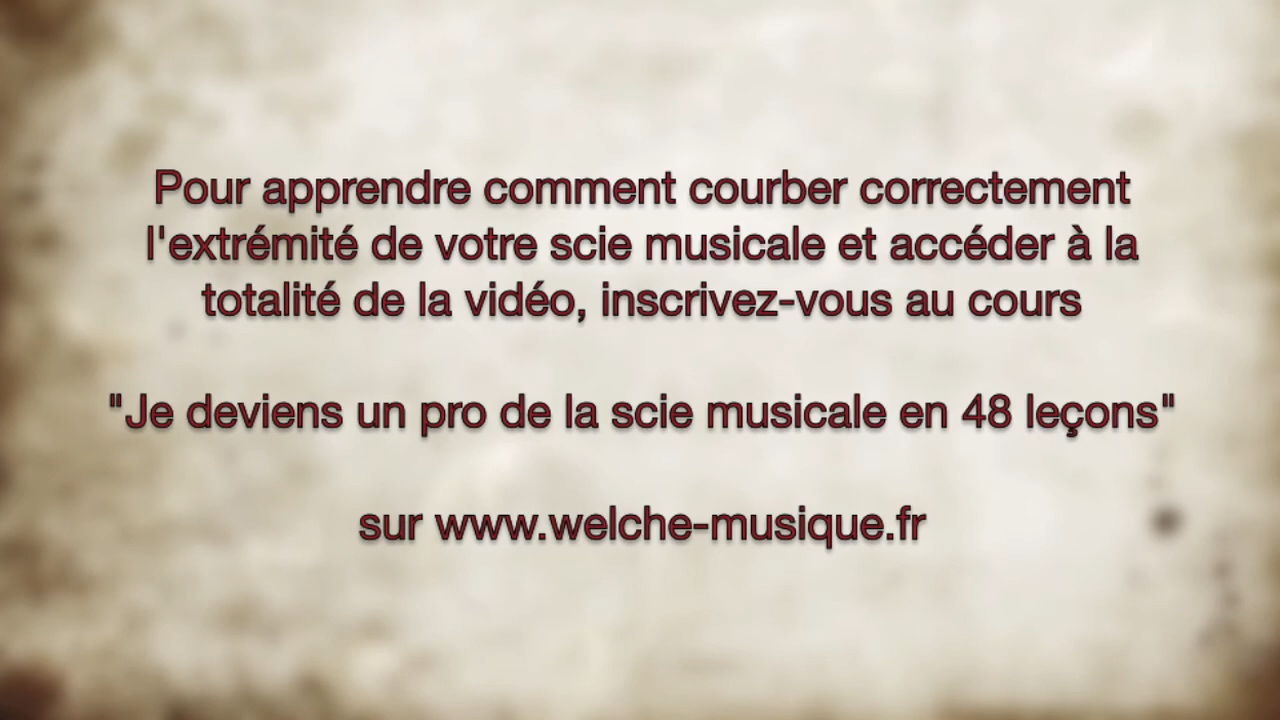 Pour apprendre comment courber correctement
l'extrémité de votre scie musicale et accéder à la
totalité de la vidéo, inscrivez-vous au cours
"Je deviens un pro de la scie musicale en 48 leçons"
sur www.welche-musique.fr